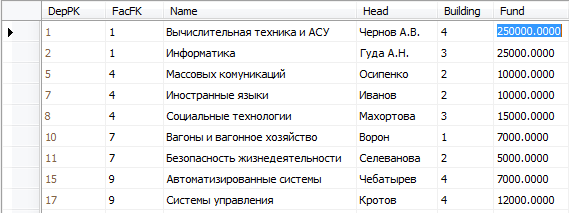 DepPK FacFK Name Head Building Fund
1 1 Вычислительная техника и АСУ Чернов А.В. 4 250000.0000
2 1 Информатика Гуда А.Н. 3 25000.0000
5 4 Массовых комуникаций Осипенко 2 10000.0000
7 4 Иностранные языки Иванов 2 10000.0000
8 4 Социальные технологии Махортова 3 15000.0000
10 7 Вагоны и вагонное хозяйство Ворон 1 7000.0000
11 7 Безопасность жизнедеятельности Селеванова 2 5000.0000
15 9 Автоматизированные системы Чебатырев 4 7000.0000
17 9 Системы управления Кротов 4 12000.0000